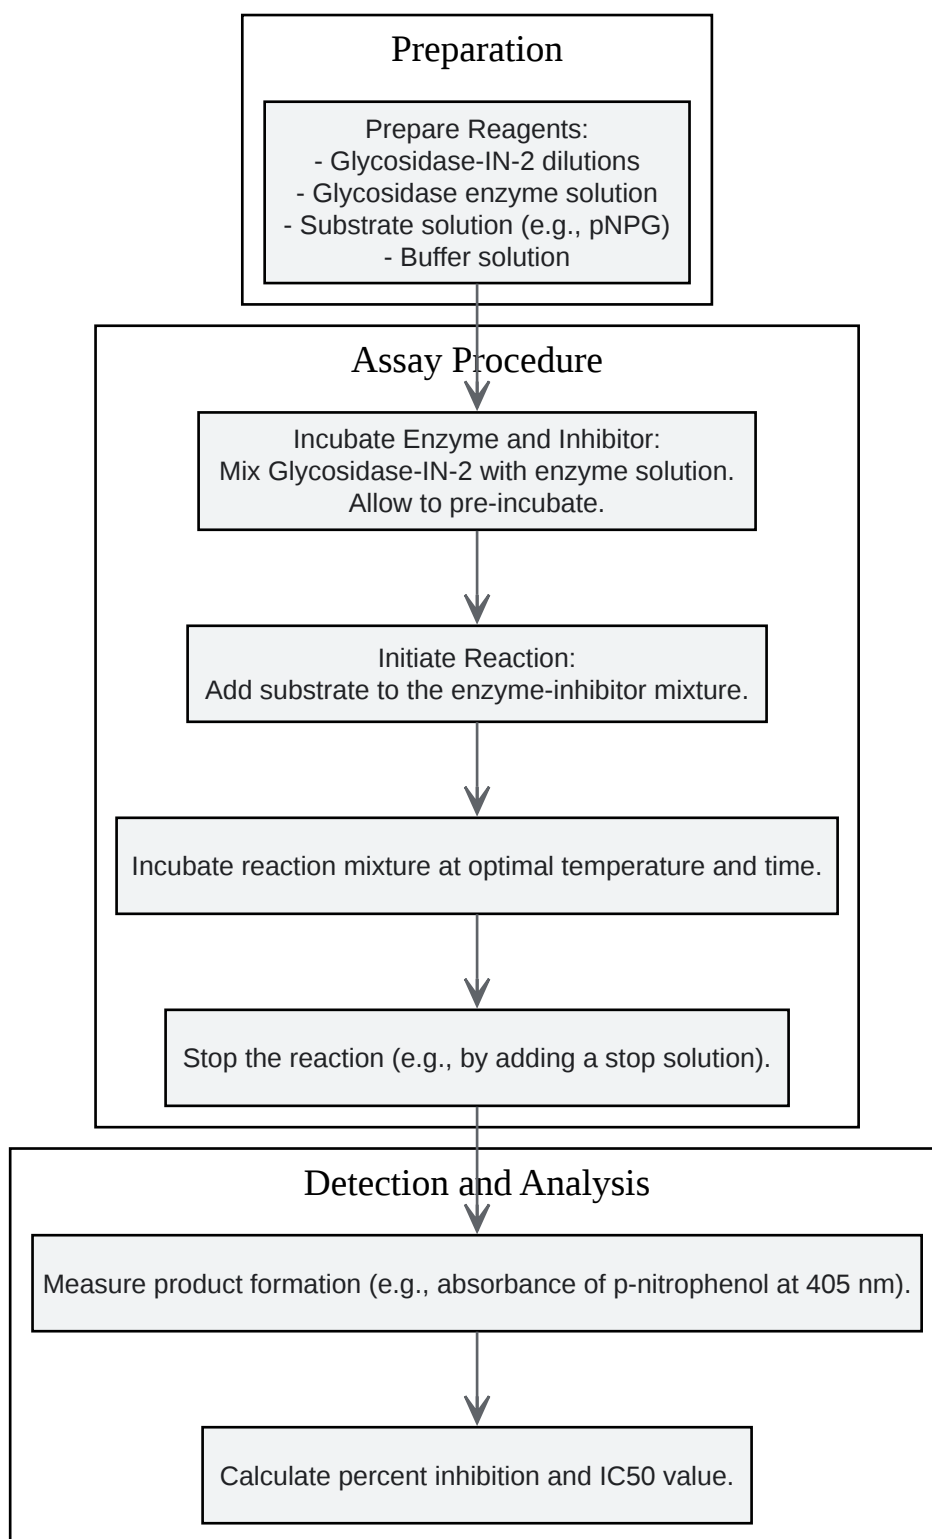 Preparation
Prepare Reagents:
- Glycosidase-IN-2 dilutions
- Glycosidase enzyme solution
- Substrate solution (e.g., pNPG)
- Buffer solution
Assay Procedure
Incubate Enzyme and Inhibitor:
Mix Glycosidase-IN-2 with enzyme solution.
Allow to pre-incubate.
Initiate Reaction:
Add substrate to the enzyme-inhibitor mixture.
Incubate reaction mixture at optimal temperature and time.
Stop the reaction (e.g., by adding a stop solution).
Detection and Analysis
Measure product formation (e.g., absorbance of p-nitrophenol at 405 nm).
Calculate percent inhibition and IC50 value.